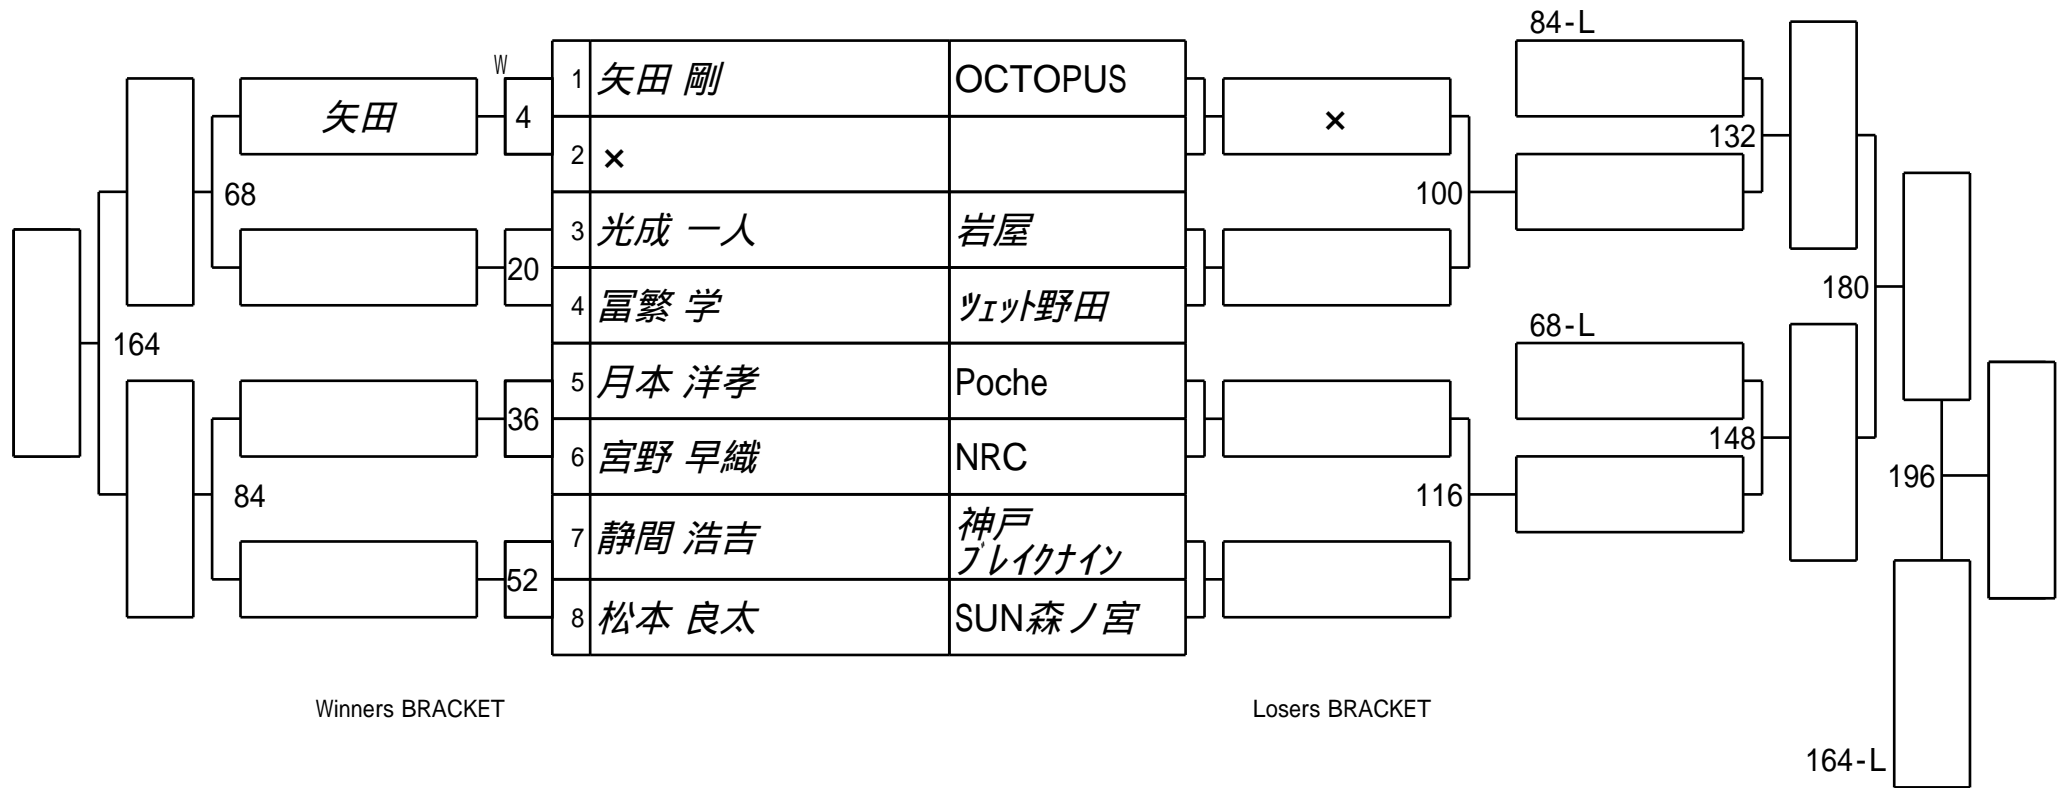 84-L
W
1 矢田 剛 OCTOPUS
矢田
4
×
2 ×
132
68
100
3 光成 一人 岩屋
20
4 冨繁 学 ツェット野田
180
68-L
164
5 月本 洋孝 Poche
36
148
6 宮野 早織 NRC
196
84
116
7 静間 浩吉 神戸
ブレイクナイン
52
8 松本 良太 SUN森ノ宮
Winners BRACKET
Losers BRACKET
164-L